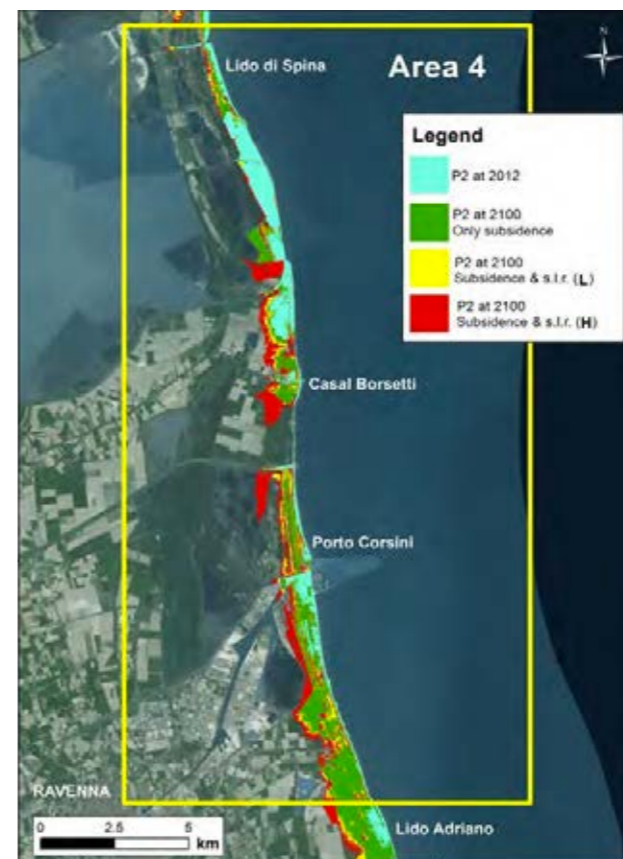 N
Lido di Spina
Area 4
Legend
P2 at 2012
P2 at 2100
Only subsidence
P2 at 2100
Subsidence & s.l.r. (L)
P2 at 2100
Subsidence & s.l.r. (H)
Casal Borsetti
Porto Corsini
RAVENNA
Lido Adriano
0 2.5 5
km